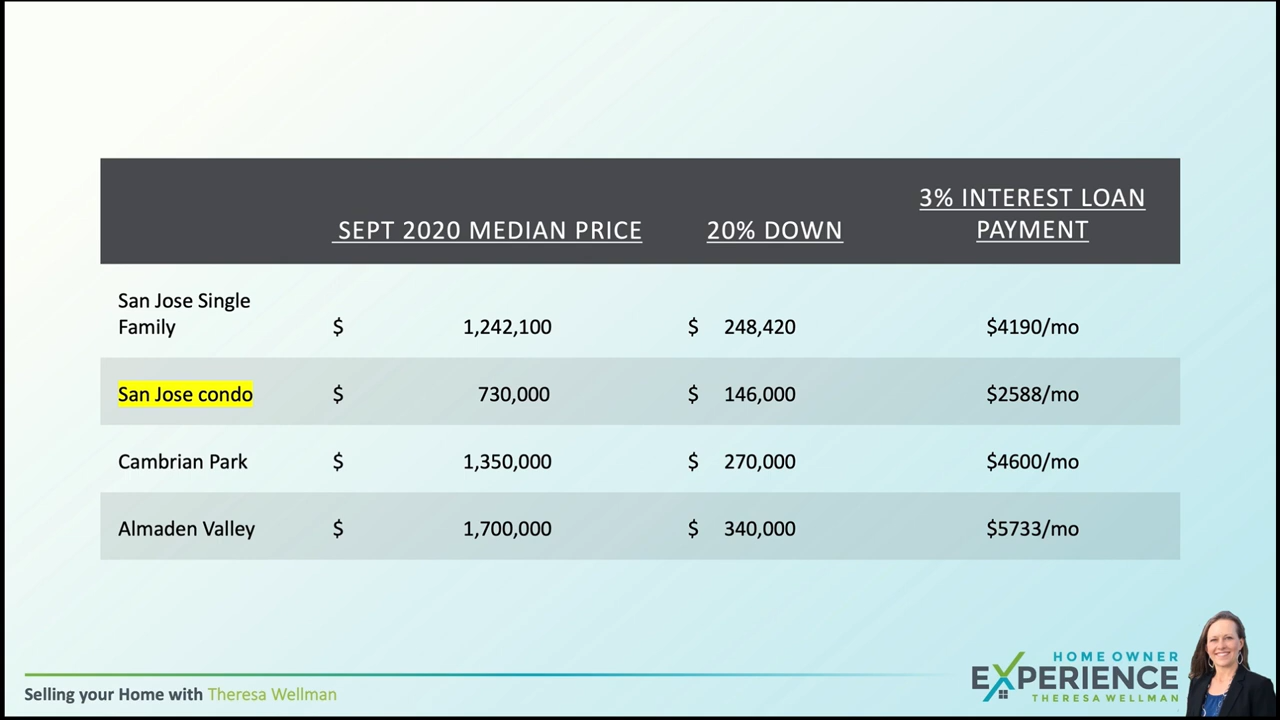 3% INTEREST LOAN
SEPT 2020 MEDIAN PRICE 20% DOWN PAYMENT
San Jose Single
Family $ 1,242,100 $ 248,420 $4190/mo
San Jose condo $ 730,000 $ 146,000 $2588/mo
Cambrian Park $ 1,350,000 $ 270,000 $4600/mo
Almaden Valley $ 1,700,000 $ 340,000 $5733/mo
Selling your Home with Theresa Wellman
HOME OWNER
EXPERIENCE
THERESA WELLMAN